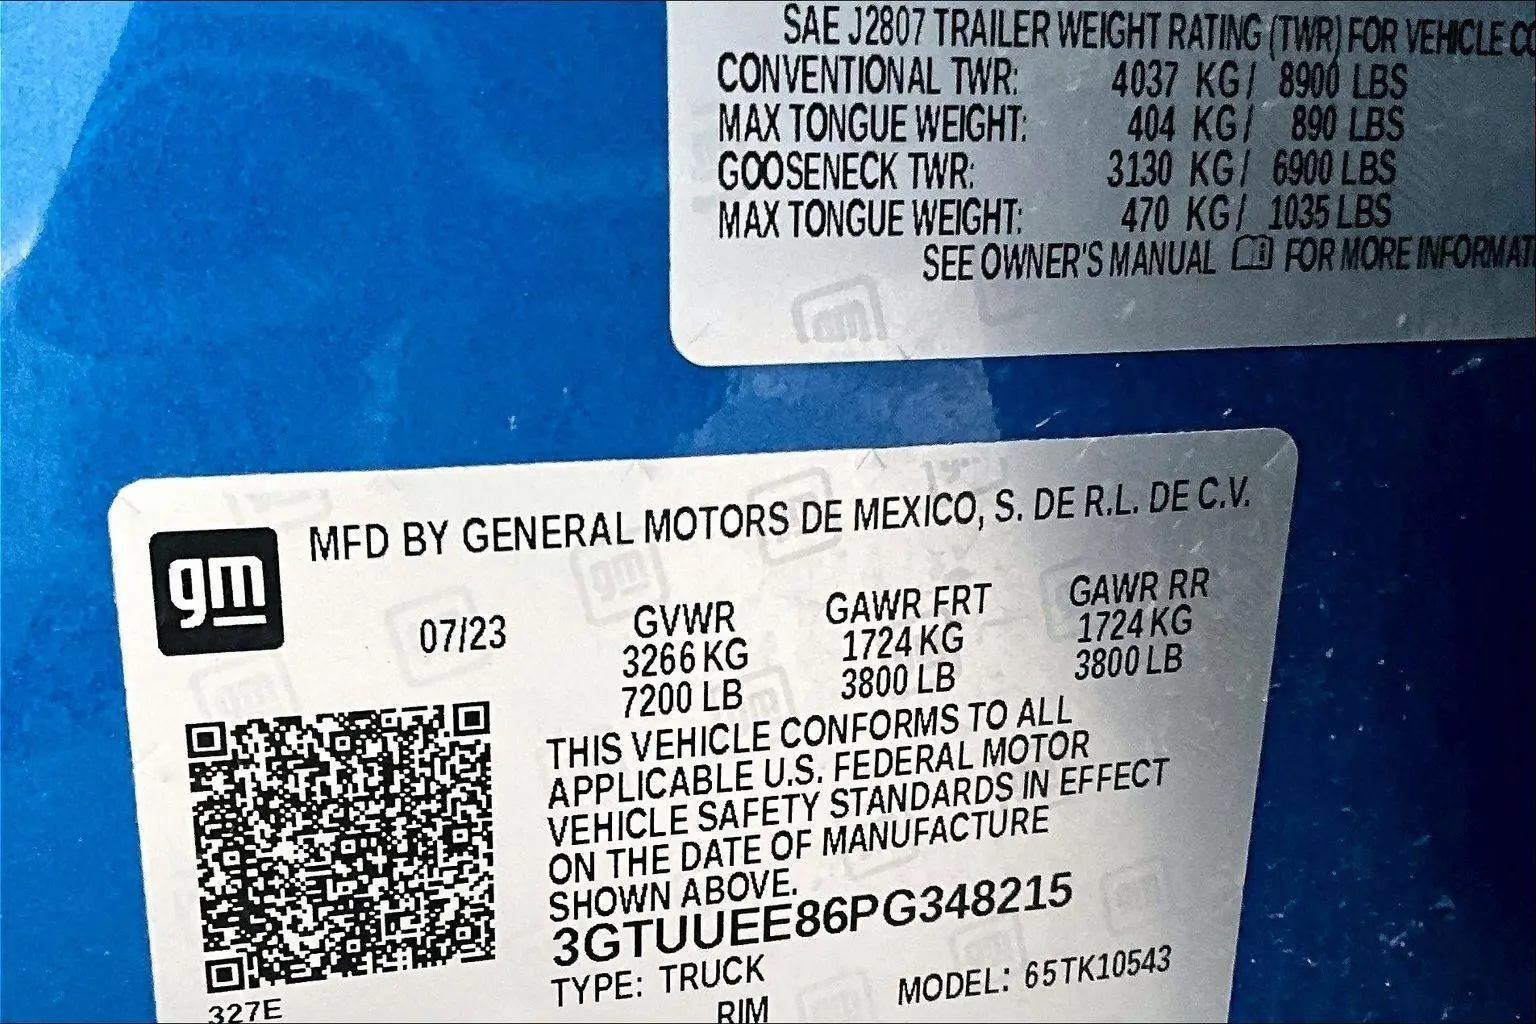 SAE J2807 TRAILER WEIGHT RATING (TWR) FOR VEHICLE
CONVENTIONAL TWR: 4037 KG / 8900 LBS
MAX TONGUE WEIGHT: 404 KG / 890 LBS
GOOSENECK TWR: 3130 KG / 6900 LBS
MAX TONGUE WEIGHT: 470 KG / 1035 LBS
SEE OWNER'S MANUAL FOR MORE
gm
MFD BY GENERAL MOTORS DE MEXICO, S. DE R.L. DE C.V.
07/23 GVWR GAWR FRT GAWR RR
3266 KG 1724 KG 1724 KG
7200 LB 3800 LB 3800 LB
THIS VEHICLE CONFORMS TO ALL
APPLICABLE U.S. FEDERAL MOTOR
VEHICLE SAFETY STANDARDS IN EFFECT
ON THE DATE OF MANUFACTURE
SHOWN ABOVE.
3GTUUEE86PG348215
TYPE: TRUCK MODEL: 65TK10543
327E RIM